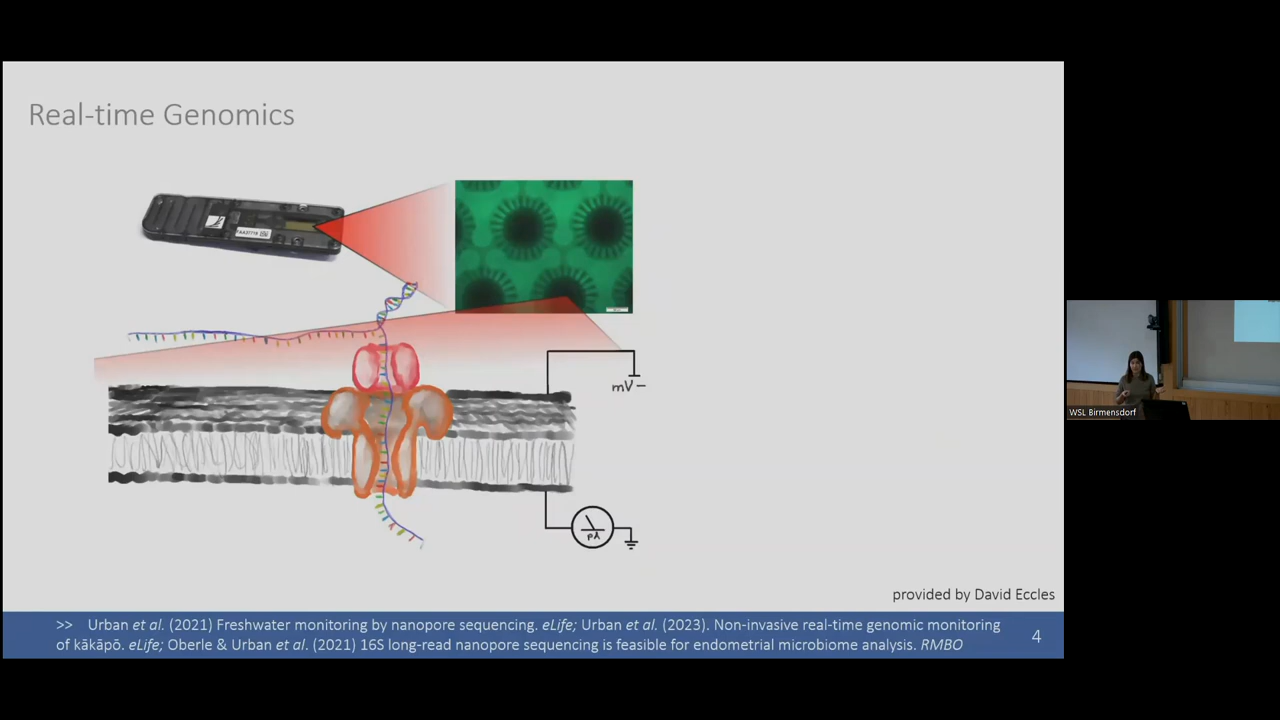 Real-time Genomics
mV
pA
WSL Birmensdorf
provided by David Eccles
>> Urban et al. (2021) Freshwater monitoring by nanopore sequencing. eLife; Urban et al. (2023). Non-invasive real-time genomic monitoring
of kākāpō. eLife; Oberle & Urban et al. (2021) 16S long-read nanopore sequencing is feasible for endometrial microbiome analysis. RMBO
4